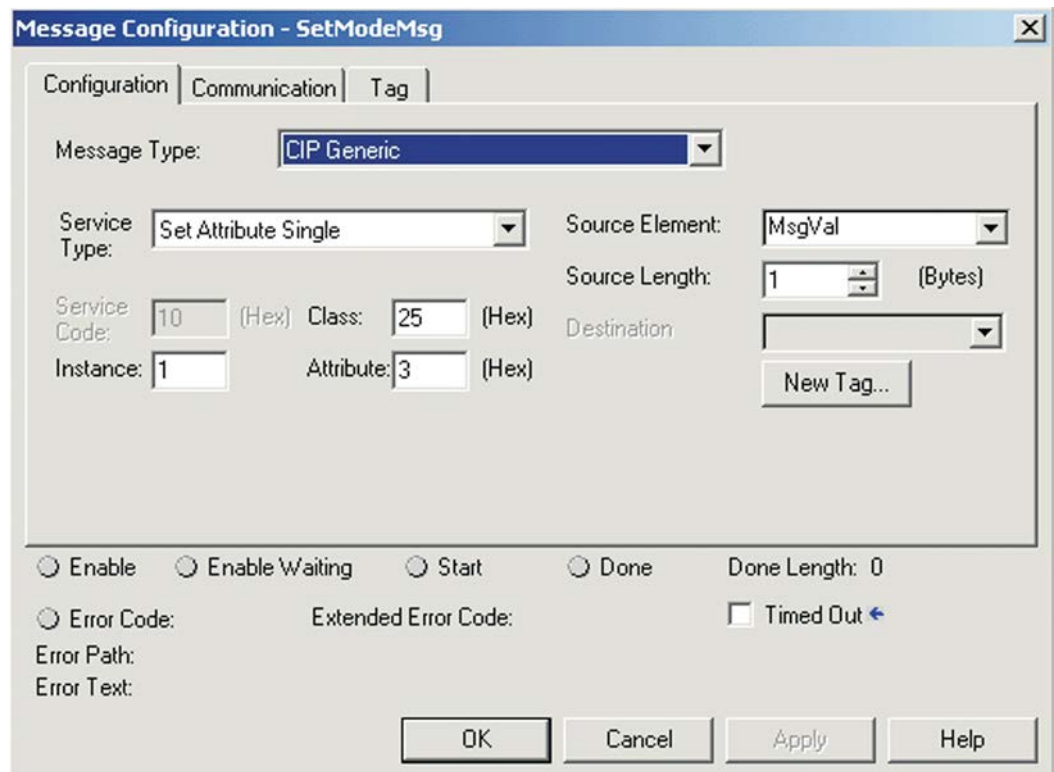 Message Configuration - SetModeMsg
Configuration Communication Tag
Message Type: CIP Generic
Service Type: Set Attribute Single
Source Element: MsgVal
Source Length: 1 (Bytes)
Service Code: 10 (Hex) Class: 25 (Hex)
Destination
Instance: 1 Attribute: 3 (Hex)
New Tag...
Enable Enable Waiting Start Done Done Length: 0
Error Code: Extended Error Code: Timed Out
Error Path:
Error Text:
OK Cancel Apply Help